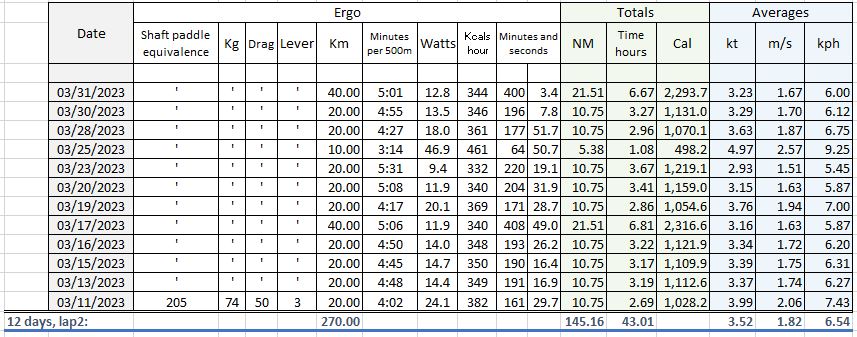 Ergo Totals Averages
Date Shaft paddle equivalence Kg Drag Lever Km Minutes per 500m Watts Kcals hour Minutes and seconds NM Time hours Cal kt m/s kph
03/31/2023 ' ' ' ' 40.00 5:01 12.8 344 400 3.4 21.51 6.67 2,293.7 3.23 1.67 6.00
03/30/2023 ' ' ' ' 20.00 4:55 13.5 346 196 7.8 10.75 3.27 1,131.0 3.29 1.70 6.12
03/28/2023 ' ' ' ' 20.00 4:27 18.0 361 177 51.7 10.75 2.96 1,070.1 3.63 1.87 6.75
03/25/2023 ' ' ' ' 10.00 3:14 46.9 461 64 50.7 5.38 1.08 498.2 4.97 2.57 9.25
03/23/2023 ' ' ' ' 20.00 5:31 9.4 332 220 19.1 10.75 3.67 1,219.1 2.93 1.51 5.45
03/20/2023 ' ' ' ' 20.00 5:08 11.9 340 204 31.9 10.75 3.41 1,159.0 3.15 1.63 5.87
03/19/2023 ' ' ' ' 20.00 4:17 20.1 369 171 28.7 10.75 2.86 1,054.6 3.76 1.94 7.00
03/17/2023 ' ' ' ' 40.00 5:06 11.9 340 408 49.0 21.51 6.81 2,316.6 3.16 1.63 5.87
03/16/2023 ' ' ' ' 20.00 4:50 14.0 348 193 26.2 10.75 3.22 1,121.9 3.34 1.72 6.20
03/15/2023 ' ' ' ' 20.00 4:45 14.7 350 190 16.4 10.75 3.17 1,109.9 3.39 1.75 6.31
03/13/2023 ' ' ' ' 20.00 4:48 14.4 349 191 16.9 10.75 3.19 1,112.6 3.37 1.74 6.27
03/11/2023 205 74 50 3 20.00 4:02 24.1 382 161 29.7 10.75 2.69 1,028.2 3.99 2.06 7.43
12 days, lap2: 270.00 145.16 43.01 3.52 1.82 6.54